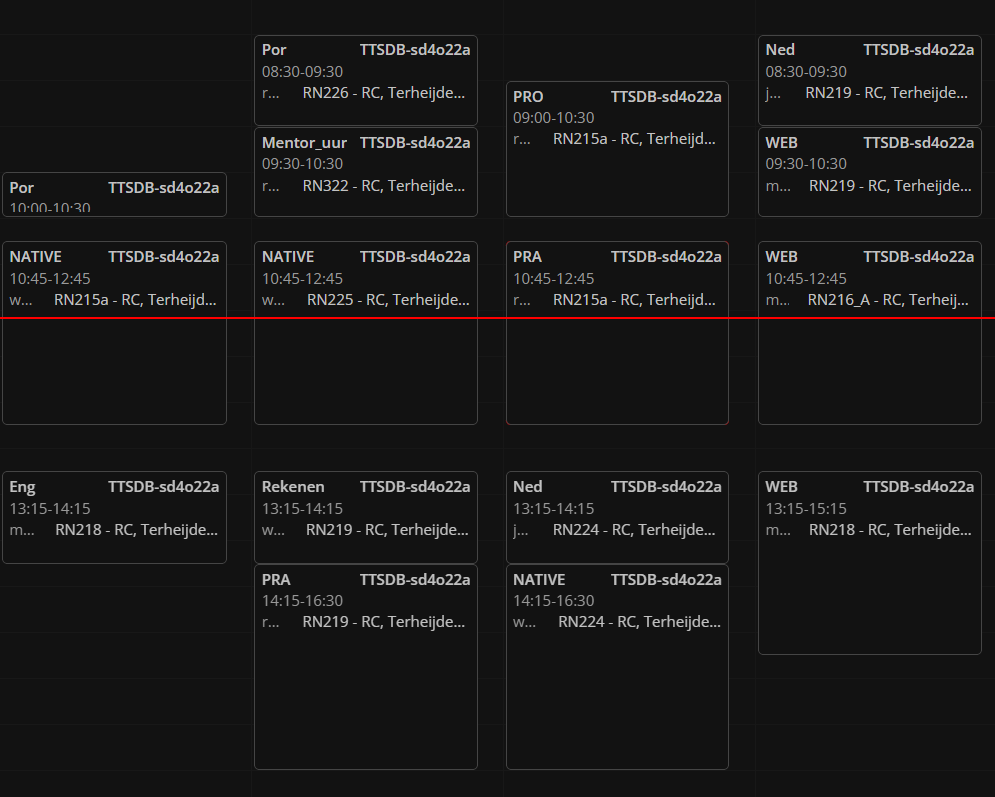 Por TTSDB-sd4o22a
10:00-10:30
NATIVE TTSDB-sd4o22a
10:45-12:45
w... RN215a - RC, Terheijd...
Eng TTSDB-sd4o22a
13:15-14:15
m... RN218 - RC, Terheijde...
Por TTSDB-sd4o22a
08:30-09:30
r... RN226 - RC, Terheijde...
Mentor_uur TTSDB-sd4o22a
09:30-10:30
r... RN322 - RC, Terheijde...
NATIVE TTSDB-sd4o22a
10:45-12:45
w... RN225 - RC, Terheijde...
Rekenen TTSDB-sd4o22a
13:15-14:15
w... RN219 - RC, Terheijde...
PRA TTSDB-sd4o22a
14:15-16:30
r... RN219 - RC, Terheijde...
PRO TTSDB-sd4o22a
09:00-10:30
r... RN215a - RC, Terheijd...
PRA TTSDB-sd4o22a
10:45-12:45
r... RN215a - RC, Terheijd...
Ned TTSDB-sd4o22a
13:15-14:15
j... RN224 - RC, Terheijde...
NATIVE TTSDB-sd4o22a
14:15-16:30
w... RN224 - RC, Terheijde...
Ned TTSDB-sd4o22a
08:30-09:30
j... RN219 - RC, Terheijde...
WEB TTSDB-sd4o22a
09:30-10:30
m... RN219 - RC, Terheijde...
WEB TTSDB-sd4o22a
10:45-12:45
m... RN216_A - RC, Terheij...
WEB TTSDB-sd4o22a
13:15-15:15
m... RN218 - RC, Terheijde...